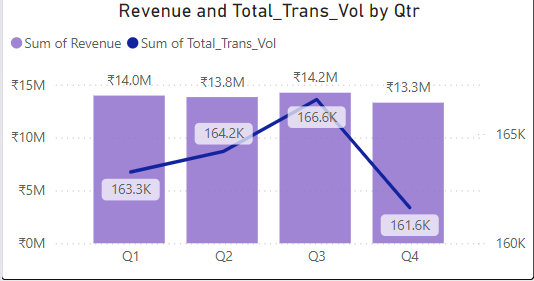 Revenue and Total_Trans_Vol by Qtr
Sum of Revenue Sum of Total_Trans_Vol
₹15M ₹14.0M ₹13.8M ₹14.2M ₹13.3M
₹10M 163.3K 164.2K 166.6K 161.6K 165K
₹5M
₹0M 160K
Q1 Q2 Q3 Q4